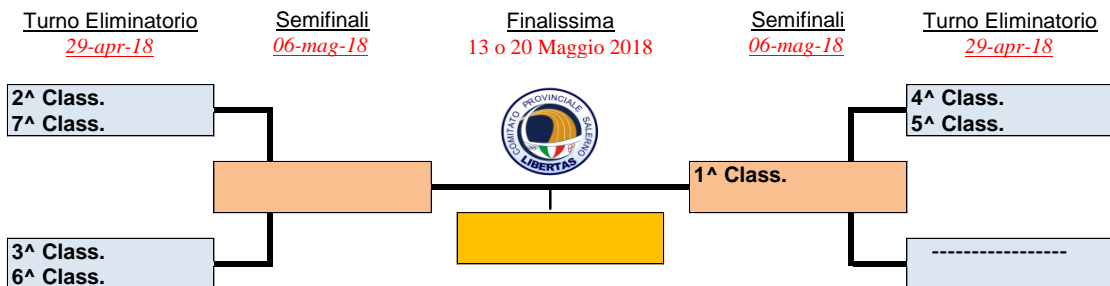 Turno Eliminatorio
29-apr-18
Semifinali
06-mag-18
Finalissima
13 o 20 Maggio 2018
Semifinali
06-mag-18
Turno Eliminatorio
29-apr-18
2^ Class.
7^ Class.
COMITATO PROVINCIALE SALERNO
LIBERTAS
4^ Class.
5^ Class.
1^ Class.
3^ Class.
6^ Class.
-----------------